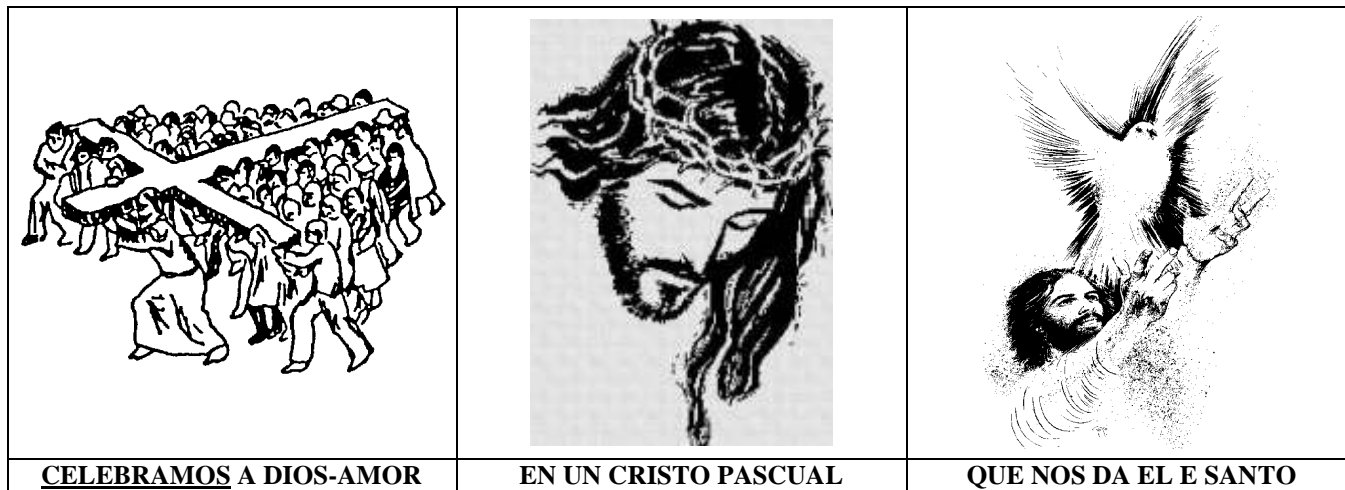 CELEBRAMOS A DIOS-AMOR
EN UN CRISTO PASCUAL
QUE NOS DA EL E SANTO